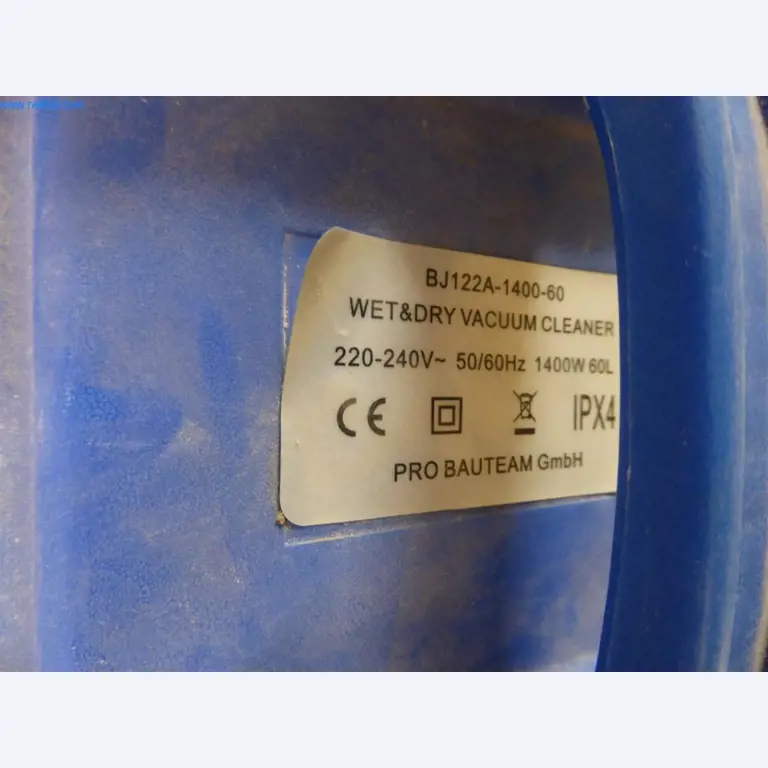 BJ122A-1400-60
WET&DRY VACUUM CLEANER
220-240V~ 50/60Hz 1400W 60L
CE IPX4
PRO BAUTEAM GmbH